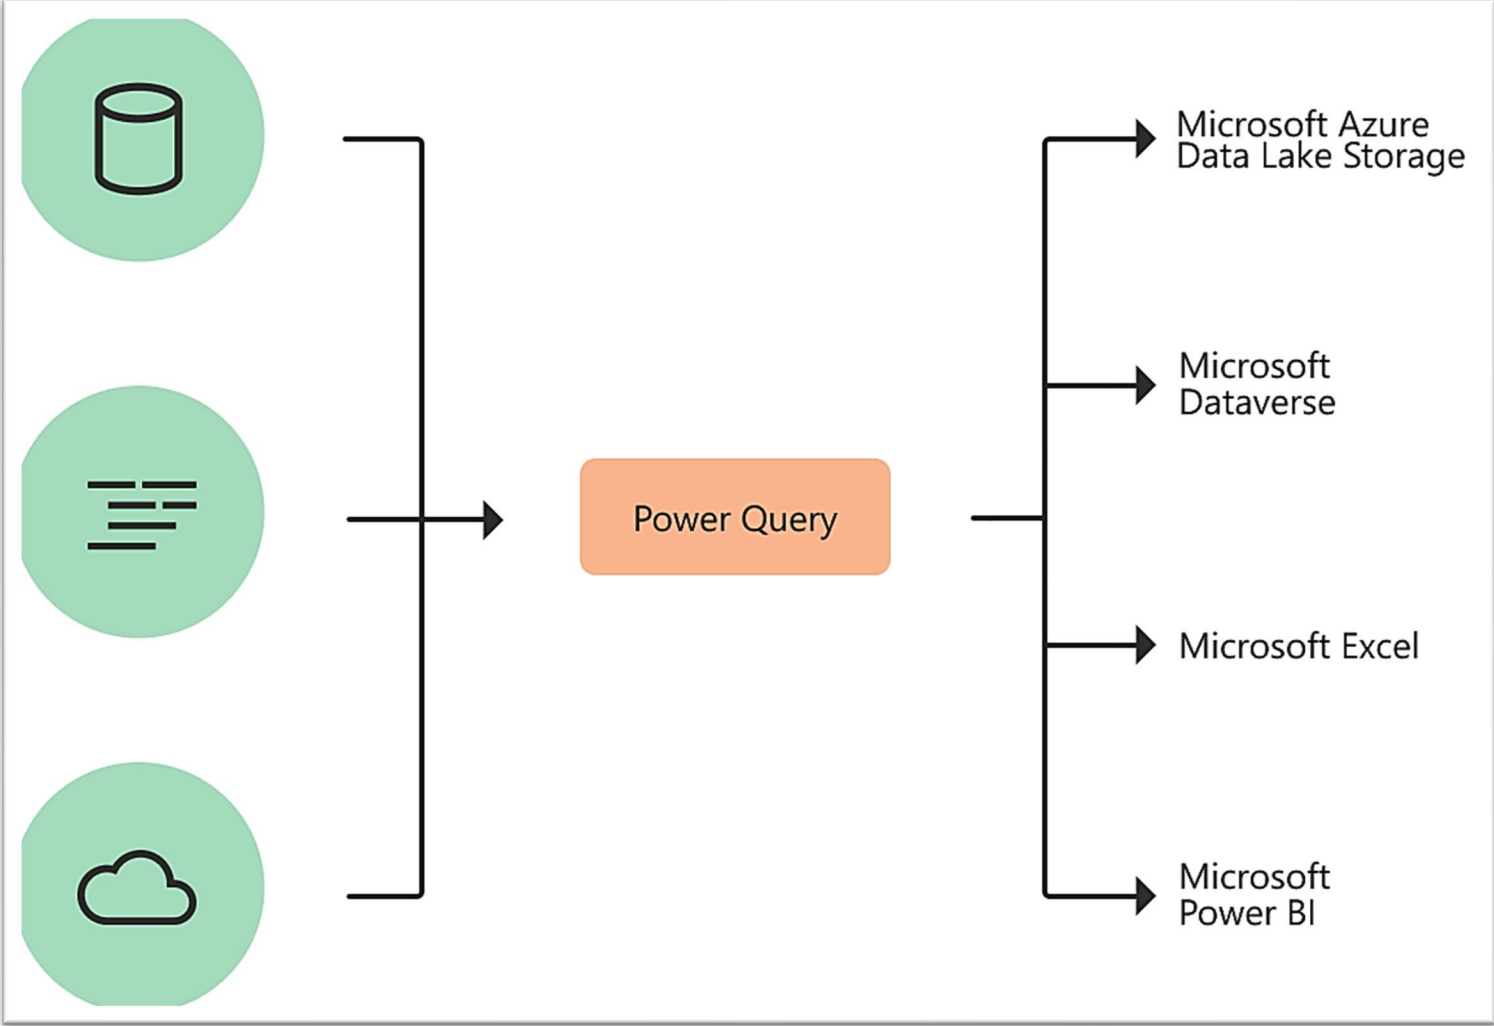 Microsoft Azure
Data Lake Storage
Microsoft
Dataverse
Power Query
Microsoft Excel
Microsoft
Power BI